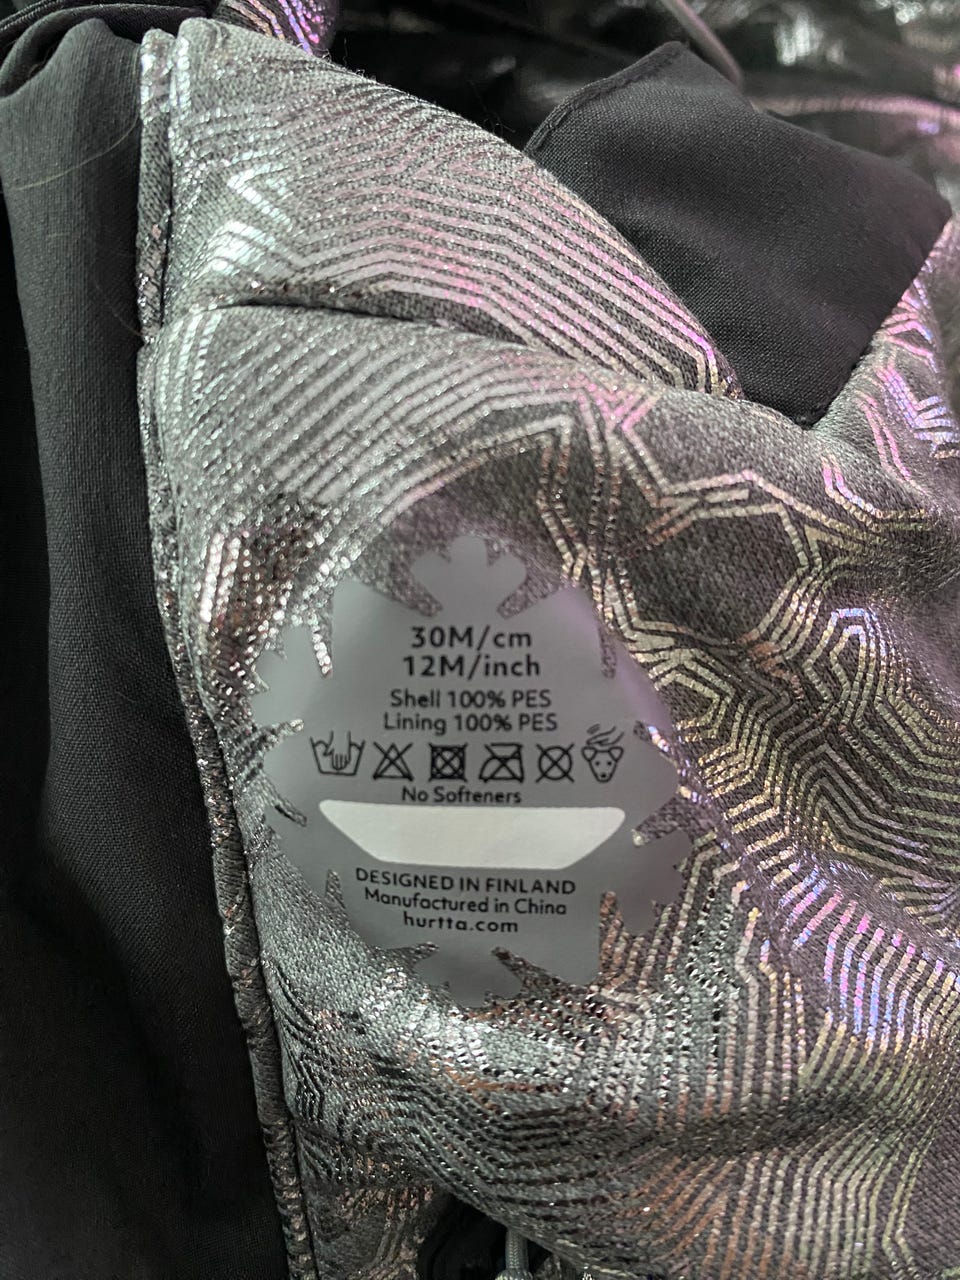 30M/cm
12M/inch
Shell 100% PES
Lining 100% PES
No Softeners
DESIGNED IN FINLAND
Manufactured in China
hurtta.com